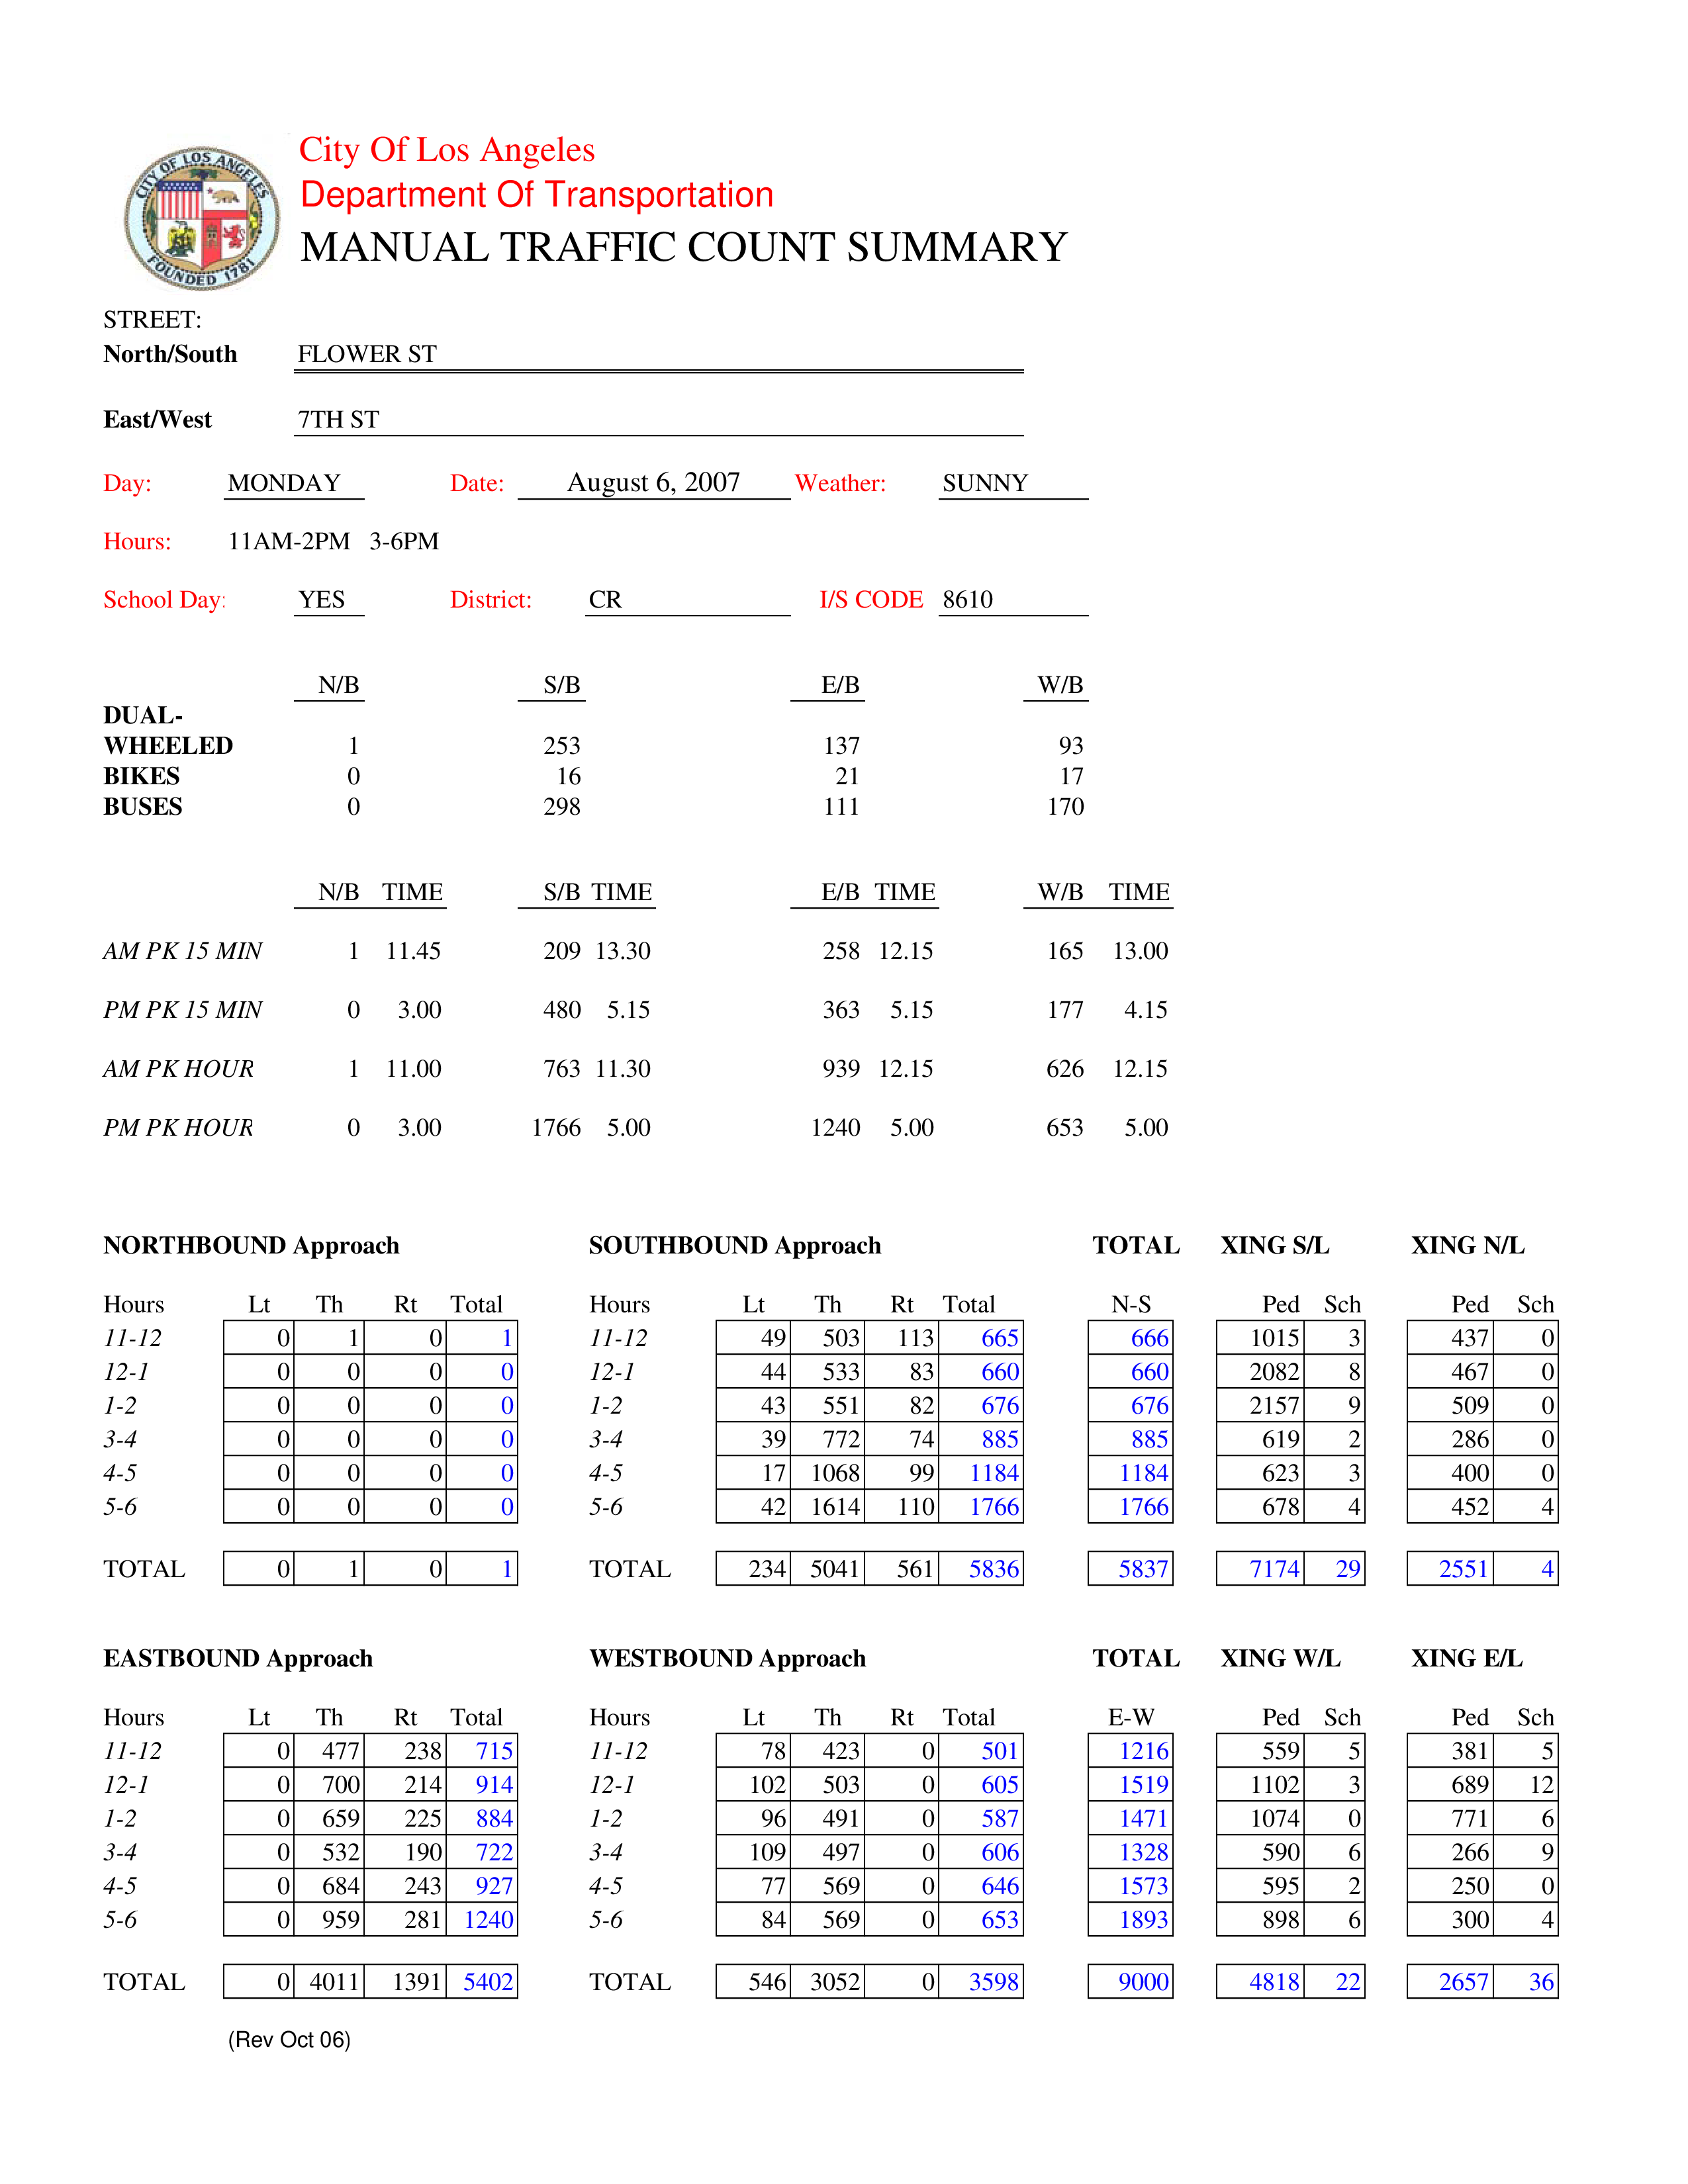 CITY OF LOS ANGELES
FOUNDED 1781
City Of Los Angeles
Department Of Transportation
MANUAL TRAFFIC COUNT SUMMARY
STREET:
North/South FLOWER ST
East/West 7TH ST
Day: MONDAY Date: August 6, 2007 Weather: SUNNY
Hours: 11AM-2PM 3-6PM
School Day: YES District: CR I/S CODE 8610
N/B S/B E/B W/B
DUAL-
WHEELED 1 253 137 93
BIKES 0 16 21 17
BUSES 0 298 111 170
N/B TIME S/B TIME E/B TIME W/B TIME
AM PK 15 MIN 1 11.45 209 13.30 258 12.15 165 13.00
PM PK 15 MIN 0 3.00 480 5.15 363 5.15 177 4.15
AM PK HOUR 1 11.00 763 11.30 939 12.15 626 12.15
PM PK HOUR 0 3.00 1766 5.00 1240 5.00 653 5.00
NORTHBOUND Approach SOUTHBOUND Approach TOTAL XING S/L XING N/L
Hours Lt Th Rt Total Hours Lt Th Rt Total N-S Ped Sch Ped Sch
11-12 0 1 0 1 11-12 49 503 113 665 666 1015 3 437 0
12-1 0 0 0 0 12-1 44 533 83 660 660 2082 8 467 0
1-2 0 0 0 0 1-2 43 551 82 676 676 2157 9 509 0
3-4 0 0 0 0 3-4 39 772 74 885 885 619 2 286 0
4-5 0 0 0 0 4-5 17 1068 99 1184 1184 623 3 400 0
5-6 0 0 0 0 5-6 42 1614 110 1766 1766 678 4 452 4
TOTAL 0 1 0 1 TOTAL 234 5041 561 5836 5837 7174 29 2551 4
EASTBOUND Approach WESTBOUND Approach TOTAL XING W/L XING E/L
Hours Lt Th Rt Total Hours Lt Th Rt Total E-W Ped Sch Ped Sch
11-12 0 477 238 715 11-12 78 423 0 501 1216 559 5 381 5
12-1 0 700 214 914 12-1 102 503 0 605 1519 1102 3 689 12
1-2 0 659 225 884 1-2 96 491 0 587 1471 1074 0 771 6
3-4 0 532 190 722 3-4 109 497 0 606 1328 590 6 266 9
4-5 0 684 243 927 4-5 77 569 0 646 1573 595 2 250 0
5-6 0 959 281 1240 5-6 84 569 0 653 1893 898 6 300 4
TOTAL 0 4011 1391 5402 TOTAL 546 3052 0 3598 9000 4818 22 2657 36
(Rev Oct 06)